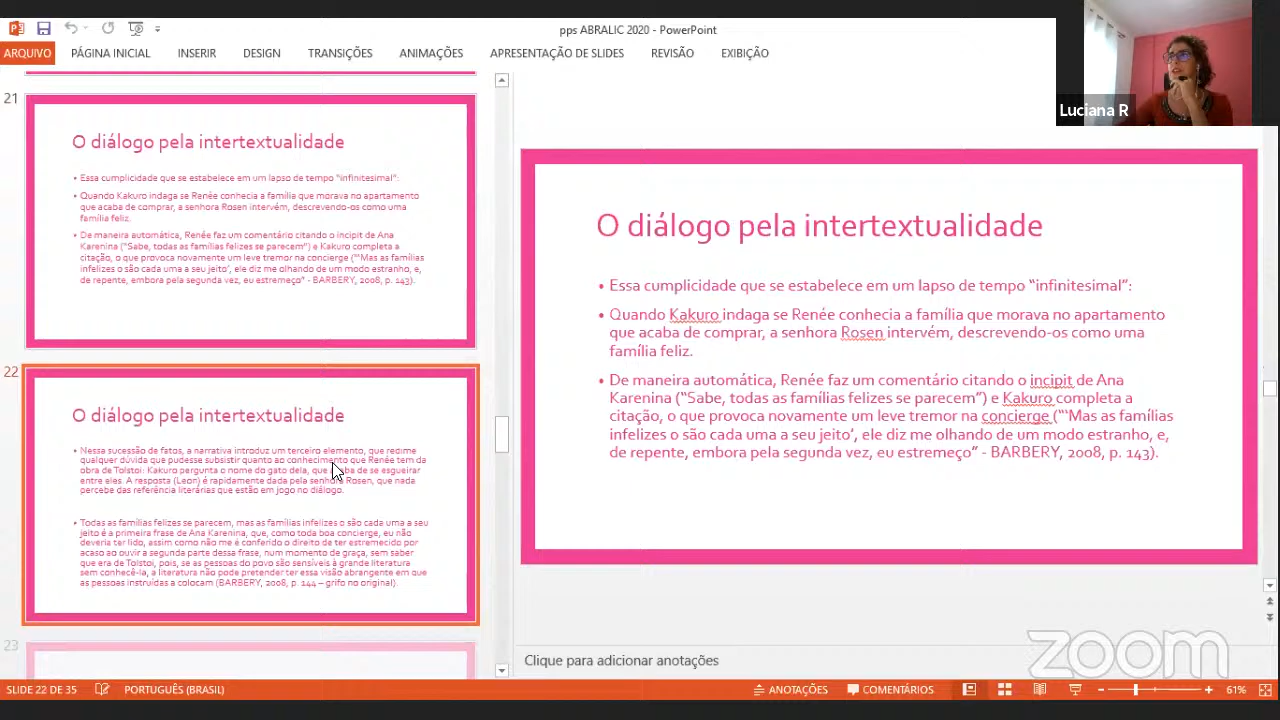 pps ABRALIC 2020 - PowerPoint
ARQUIVO PÁGINA INICIAL INSERIR DESIGN TRANSIÇÕES ANIMAÇÕES APRESENTAÇÃO DE SLIDES REVISÃO EXIBIÇÃO
Luciana R
21
O diálogo pela intertextualidade
• Essa cumplicidade que se estabelece em um lapso de tempo “infinitesimal”:
• Quando Kakuro indaga se Renée conhecia a família que morava no apartamento
que acaba de comprar, a senhora Rosen intervém, descrevendo-os como uma
família feliz.
• De maneira automática, Renée faz um comentário citando o incipit de Ana
Karenina (“Sabe, todas as famílias felizes se parecem”) e Kakuro completa a
citação, o que provoca novamente um leve tremor na concierge (“‘Mas as famílias
infelizes o são cada uma a seu jeito’, ele diz me olhando de um modo estranho, e,
de repente, embora pela segunda vez, eu estremeço” - BARBERY, 2008, p. 143).
22
O diálogo pela intertextualidade
• Nessa sucessão de fatos, a narrativa introduz um terceiro elemento, que redime
qualquer dúvida que pudesse subsistir quanto ao conhecimento que Renée tem da
obra de Tolstoi: Kakuro pergunta o nome do gato dela, que acaba de se esgueirar
entre eles. A resposta (Leon) é rapidamente dada pela senhora Rosen, que nada
percebe das referência literárias que estão em jogo no diálogo.
• Todas as famílias felizes se parecem, mas as famílias infelizes o são cada uma a seu
jeito é a primeira frase de Ana Karenina, que, como toda boa concierge, eu não
deveria ter lido, assim como não me é conferido o direito de ter estremecido por
acaso ao ouvir a segunda parte dessa frase, num momento de graça, sem saber
que era de Tolstoi, pois, se as pessoas do povo são sensíveis à grande literatura
sem conhecê-la, a literatura não pode pretender ter essa visão abrangente em que
as pessoas instruídas a colocam (BARBERY, 2008, p. 144 – grifo no original).
23
O diálogo pela intertextualidade
• Essa cumplicidade que se estabelece em um lapso de tempo “infinitesimal”:
• Quando Kakuro indaga se Renée conhecia a família que morava no apartamento
que acaba de comprar, a senhora Rosen intervém, descrevendo-os como uma
família feliz.
• De maneira automática, Renée faz um comentário citando o incipit de Ana
Karenina (“Sabe, todas as famílias felizes se parecem”) e Kakuro completa a
citação, o que provoca novamente um leve tremor na concierge (“‘Mas as famílias
infelizes o são cada uma a seu jeito’, ele diz me olhando de um modo estranho, e,
de repente, embora pela segunda vez, eu estremeço” - BARBERY, 2008, p. 143).
Clique para adicionar anotações
zoom
SLIDE 22 DE 35 PORTUGUÊS (BRASIL) ANOTAÇÕES COMENTÁRIOS 61%